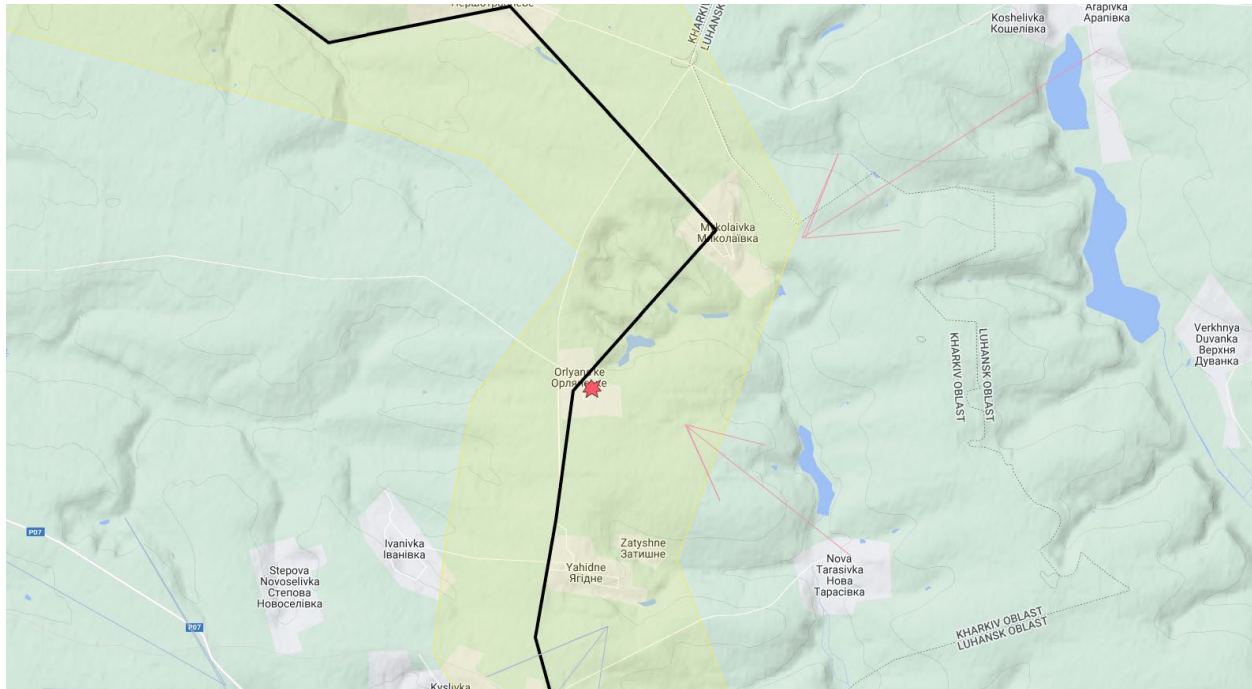 Першотравневе
KHARKIV
LUHANSK
Koshelivka
Кошелівка
Arapivka
Арапівка
Mykolaivka
Миколаївка
Verkhnya
Duvanka
Верхня
Дуванка
KHARKIV OBLAST
LUHANSK OBLAST
P07
Ivanivka
Іванівка
Zatyshne
Затишне
Yahidne
Ягідне
Stepova
Novoselivka
Степова
Новоселівка
Nova
Tarasivka
Нова
Тарасівка
P07
KHARKIV OBLAST
LUHANSK OBLAST
Kyslivka